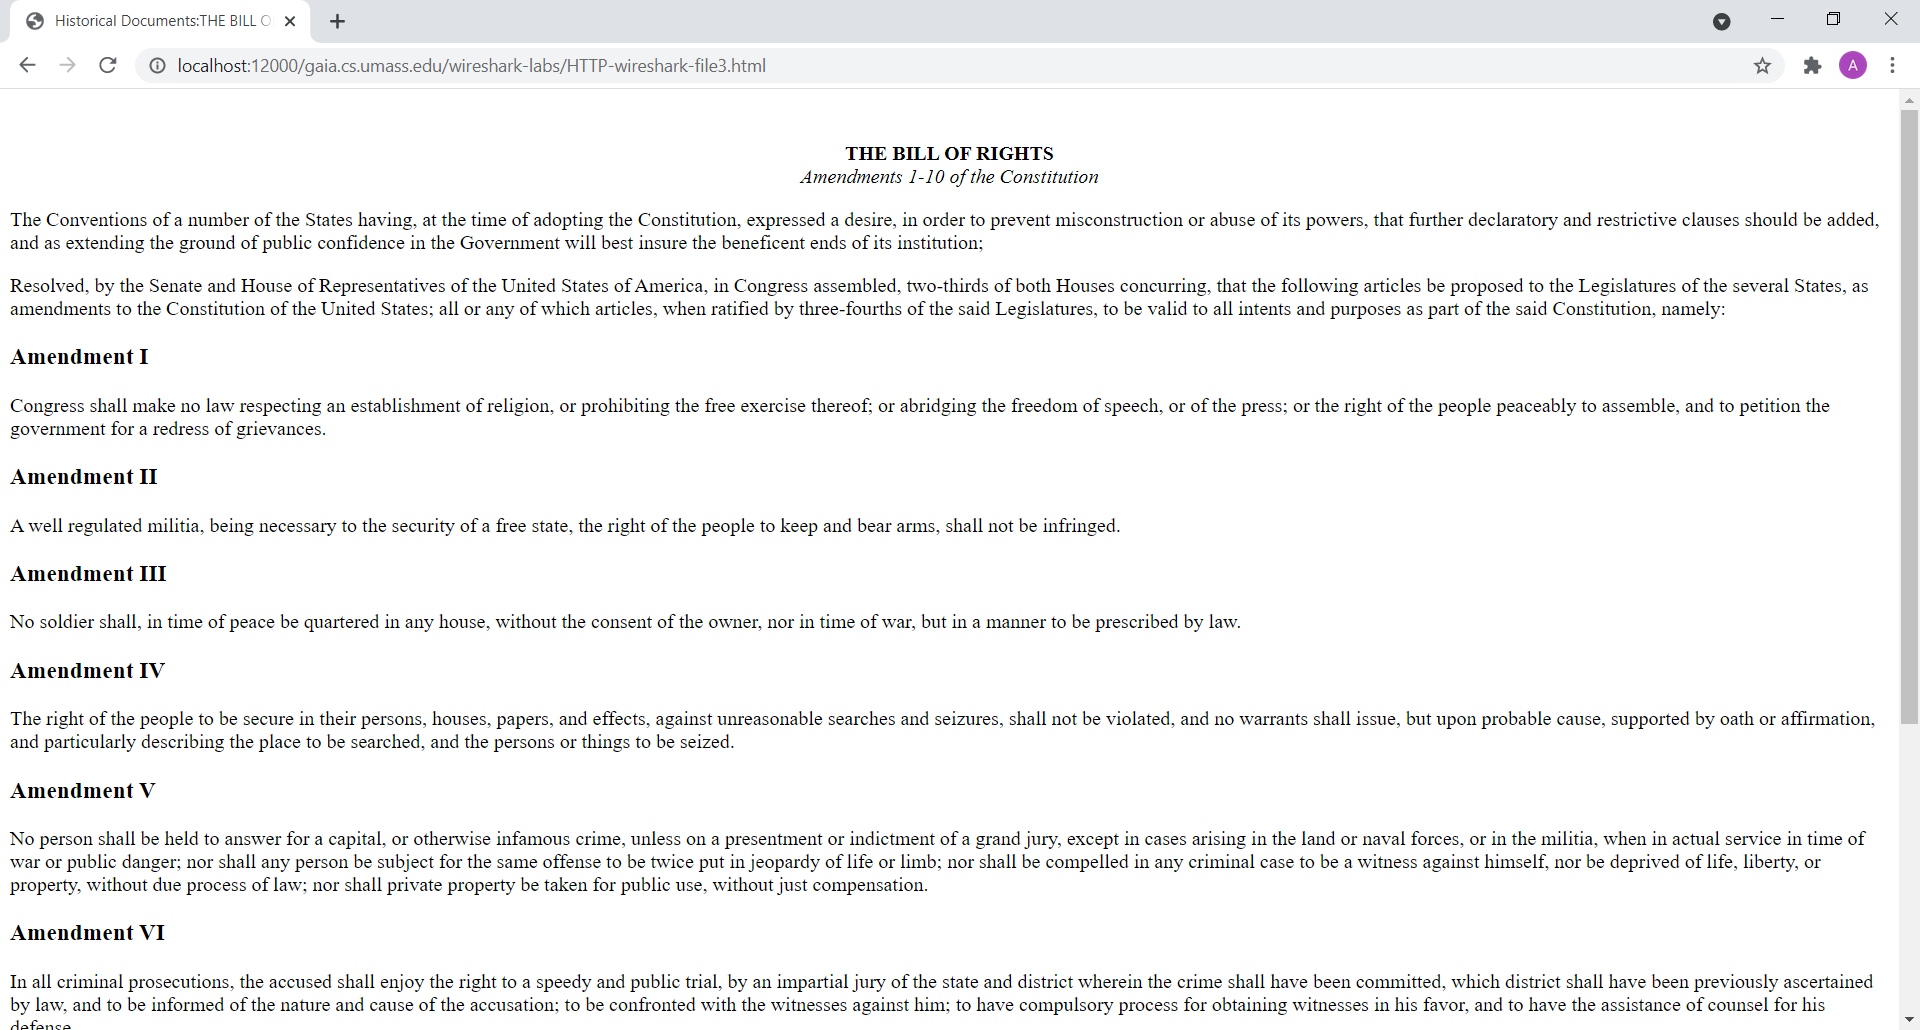 Historical Documents:THE BILL O
localhost:12000/gaia.cs.umass.edu/wireshark-labs/HTTP-wireshark-file3.html
A
THE BILL OF RIGHTS
Amendments 1-10 of the Constitution
The Conventions of a number of the States having, at the time of adopting the Constitution, expressed a desire, in order to prevent misconstruction or abuse of its powers, that further declaratory and restrictive clauses should be added,
and as extending the ground of public confidence in the Government will best insure the beneficent ends of its institution;
Resolved, by the Senate and House of Representatives of the United States of America, in Congress assembled, two-thirds of both Houses concurring, that the following articles be proposed to the Legislatures of the several States, as
amendments to the Constitution of the United States; all or any of which articles, when ratified by three-fourths of the said Legislatures, to be valid to all intents and purposes as part of the said Constitution, namely:
Amendment I
Congress shall make no law respecting an establishment of religion, or prohibiting the free exercise thereof; or abridging the freedom of speech, or of the press; or the right of the people peaceably to assemble, and to petition the
government for a redress of grievances.
Amendment II
A well regulated militia, being necessary to the security of a free state, the right of the people to keep and bear arms, shall not be infringed.
Amendment III
No soldier shall, in time of peace be quartered in any house, without the consent of the owner, nor in time of war, but in a manner to be prescribed by law.
Amendment IV
The right of the people to be secure in their persons, houses, papers, and effects, against unreasonable searches and seizures, shall not be violated, and no warrants shall issue, but upon probable cause, supported by oath or affirmation,
and particularly describing the place to be searched, and the persons or things to be seized.
Amendment V
No person shall be held to answer for a capital, or otherwise infamous crime, unless on a presentment or indictment of a grand jury, except in cases arising in the land or naval forces, or in the militia, when in actual service in time of
war or public danger; nor shall any person be subject for the same offense to be twice put in jeopardy of life or limb; nor shall be compelled in any criminal case to be a witness against himself, nor be deprived of life, liberty, or
property, without due process of law; nor shall private property be taken for public use, without just compensation.
Amendment VI
In all criminal prosecutions, the accused shall enjoy the right to a speedy and public trial, by an impartial jury of the state and district wherein the crime shall have been committed, which district shall have been previously ascertained
by law, and to be informed of the nature and cause of the accusation; to be confronted with the witnesses against him; to have compulsory process for obtaining witnesses in his favor, and to have the assistance of counsel for his
defense.